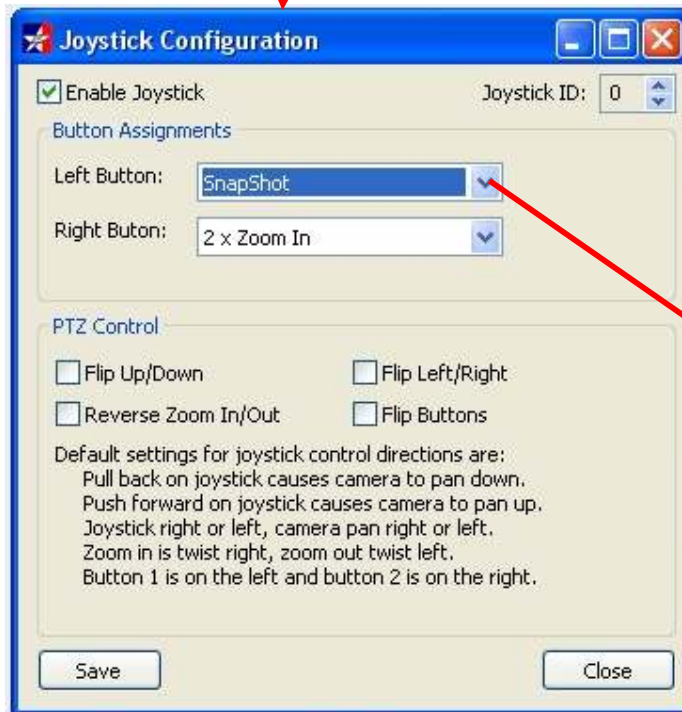 Joystick Configuration
Enable Joystick Joystick ID: 0
Button Assignments
Left Button: SnapShot
Right Buton: 2 x Zoom In
PTZ Control
Flip Up/Down Flip Left/Right
Reverse Zoom In/Out Flip Buttons
Default settings for joystick control directions are:
Pull back on joystick causes camera to pan down.
Push forward on joystick causes camera to pan up.
Joystick right or left, camera pan right or left.
Zoom in is twist right, zoom out twist left.
Button 1 is on the left and button 2 is on the right.
Save Close